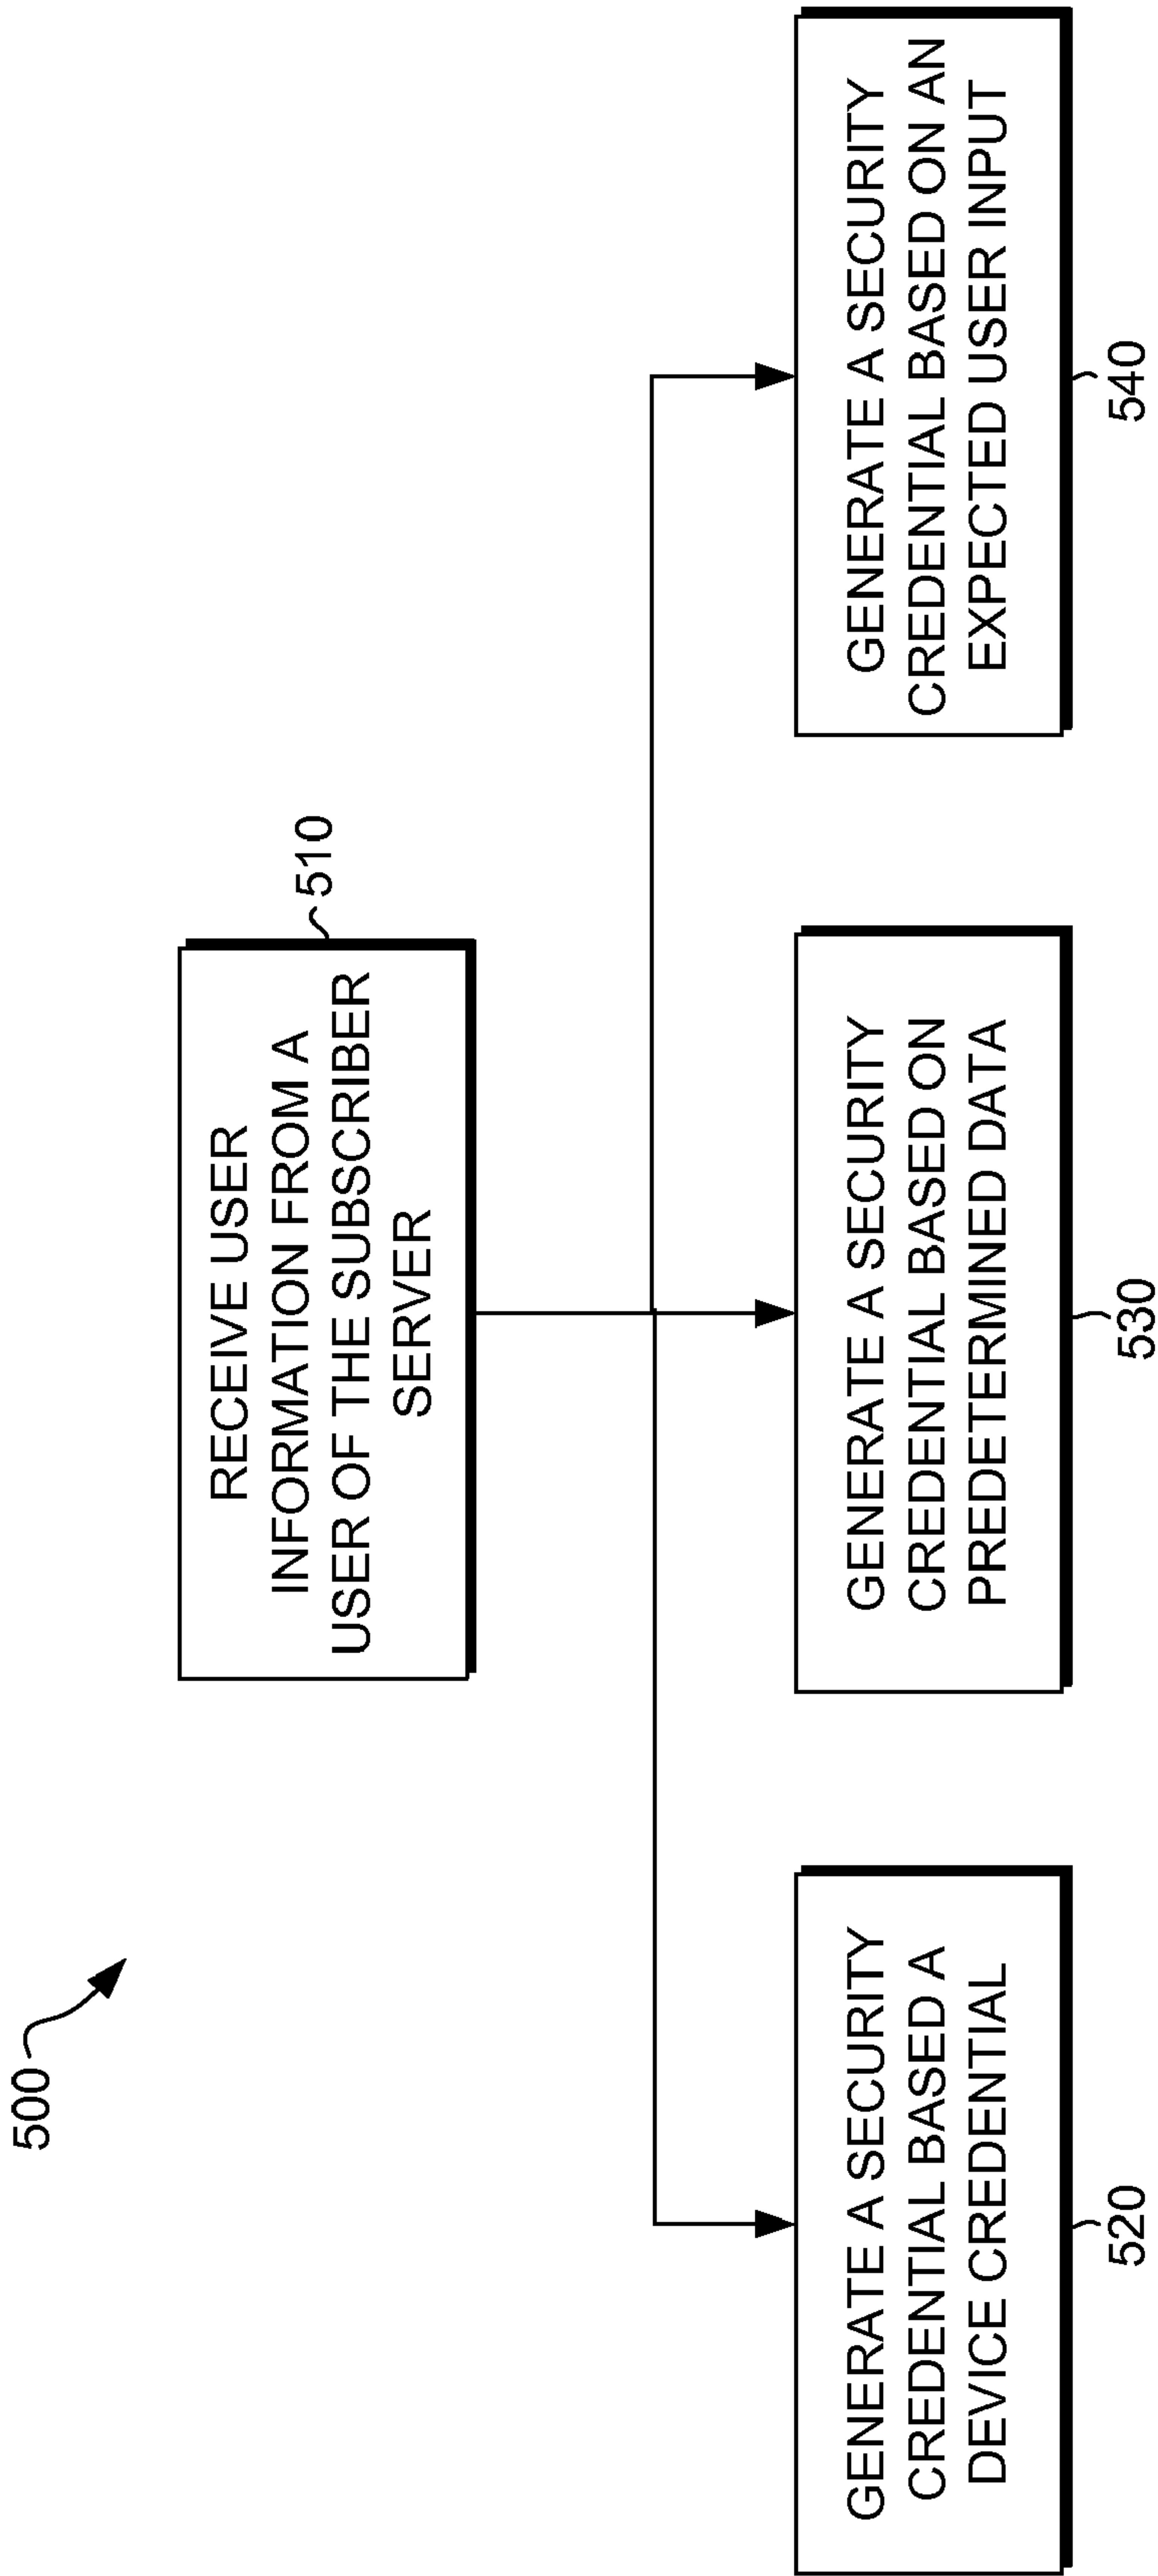 500
RECEIVE USER
INFORMATION FROM A
USER OF THE SUBSCRIBER
SERVER
510
GENERATE A SECURITY
CREDENTIAL BASED A
DEVICE CREDENTIAL
520
GENERATE A SECURITY
CREDENTIAL BASED ON
PREDETERMINED DATA
530
GENERATE A SECURITY
CREDENTIAL BASED ON AN
EXPECTED USER INPUT
540